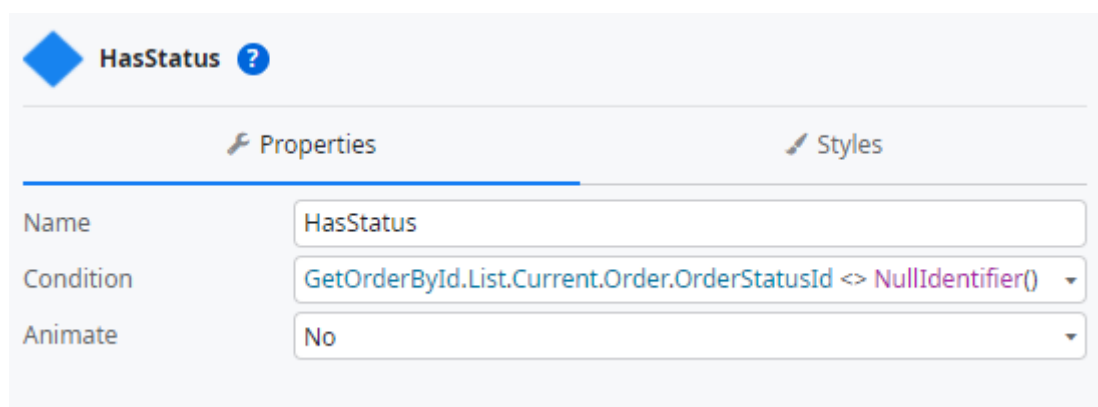 HasStatus ?
Properties
Styles
Name HasStatus
Condition GetOrderById.List.Current.Order.OrderStatusId <> NullIdentifier()
Animate No